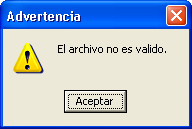 Advertencia
El archivo no es valido.
Aceptar